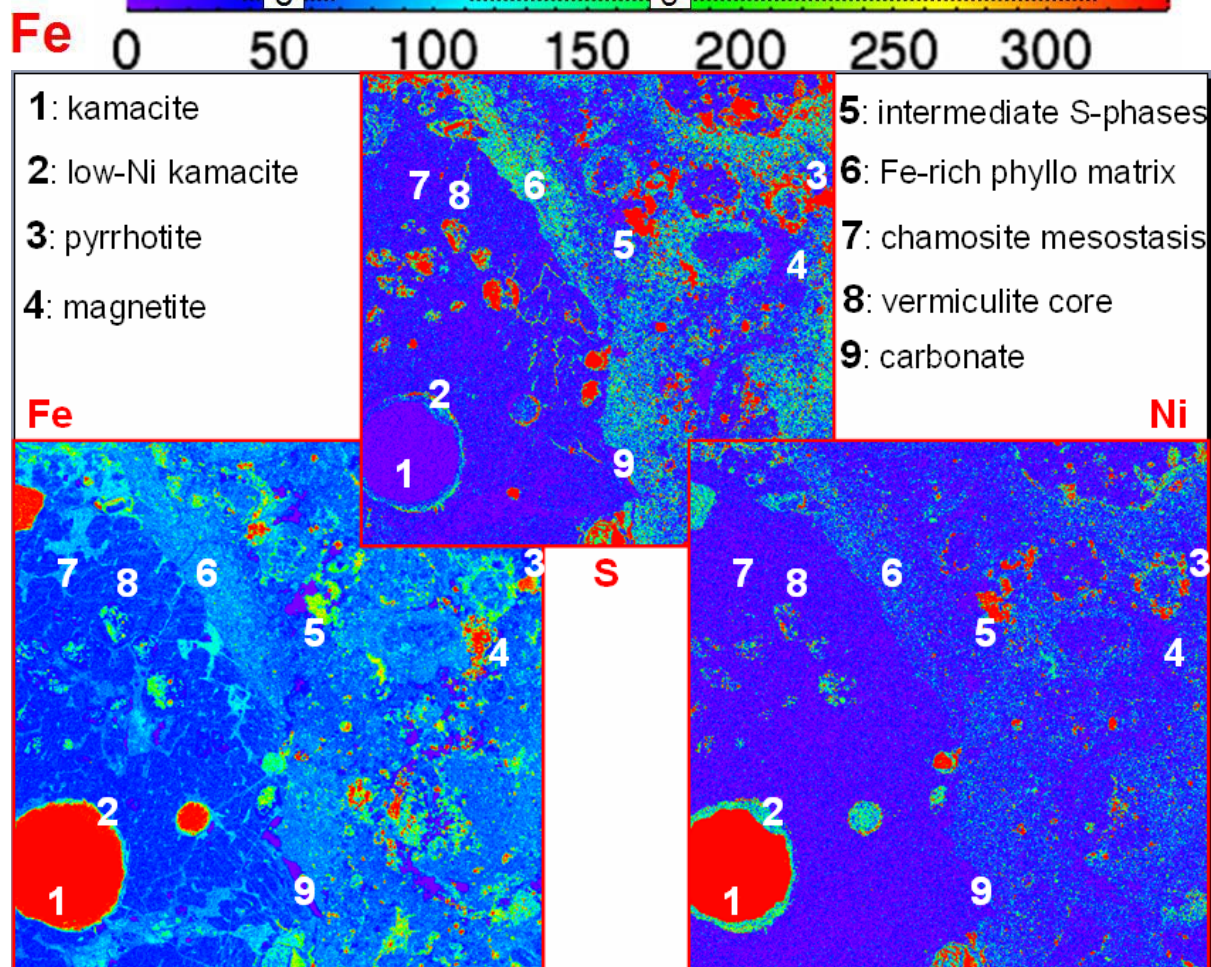 Fe 0 50 100 150 200 250 300
1: kamacite
2: low-Ni kamacite
3: pyrrhotite
4: magnetite
5: intermediate S-phases
6: Fe-rich phyllo matrix
7: chamosite mesostasis
8: vermiculite core
9: carbonate
7 8 6 3
5 4
2
1 9
Fe
7 8 6 3
5 4
2
1 9
S
Ni
7 8 6 3
5 4
2
1 9